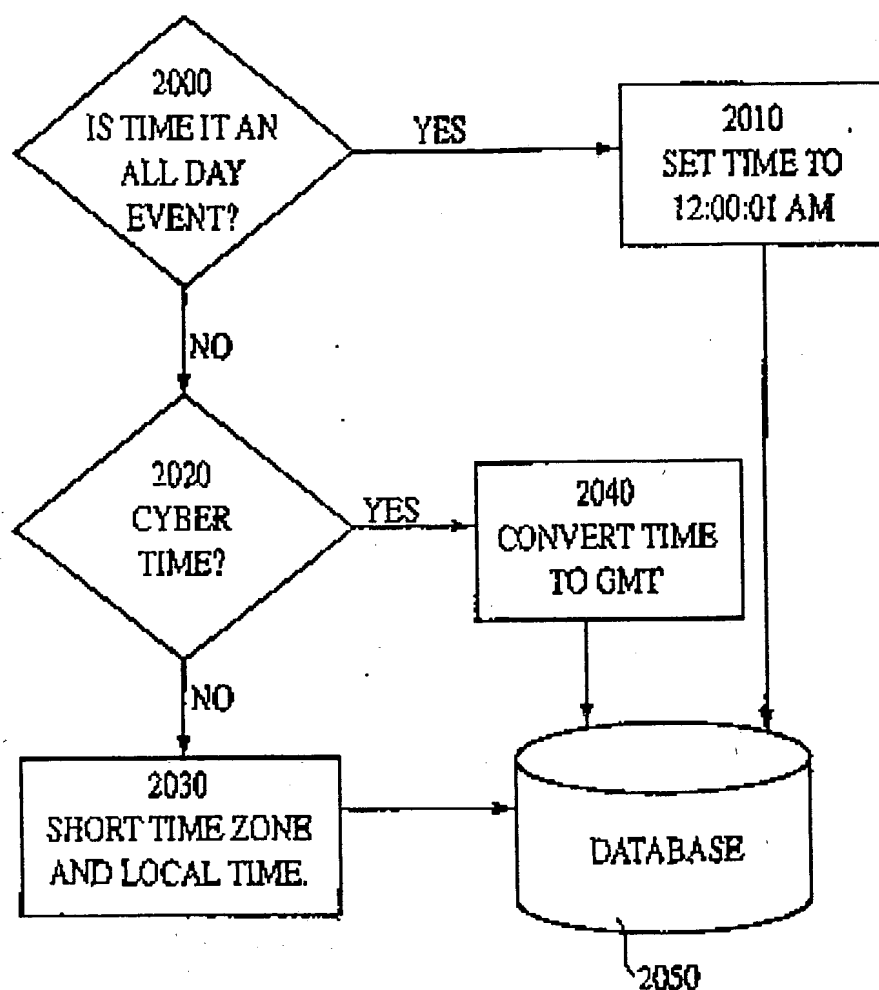 2000
IS TIME IT AN
ALL DAY
EVENT?
YES
2010
SET TIME TO
12:00:01 AM
NO
2020
CYBER
TIME?
YES
2040
CONVERT TIME
TO GMT
NO
2030
SHORT TIME ZONE
AND LOCAL TIME.
DATABASE
2050